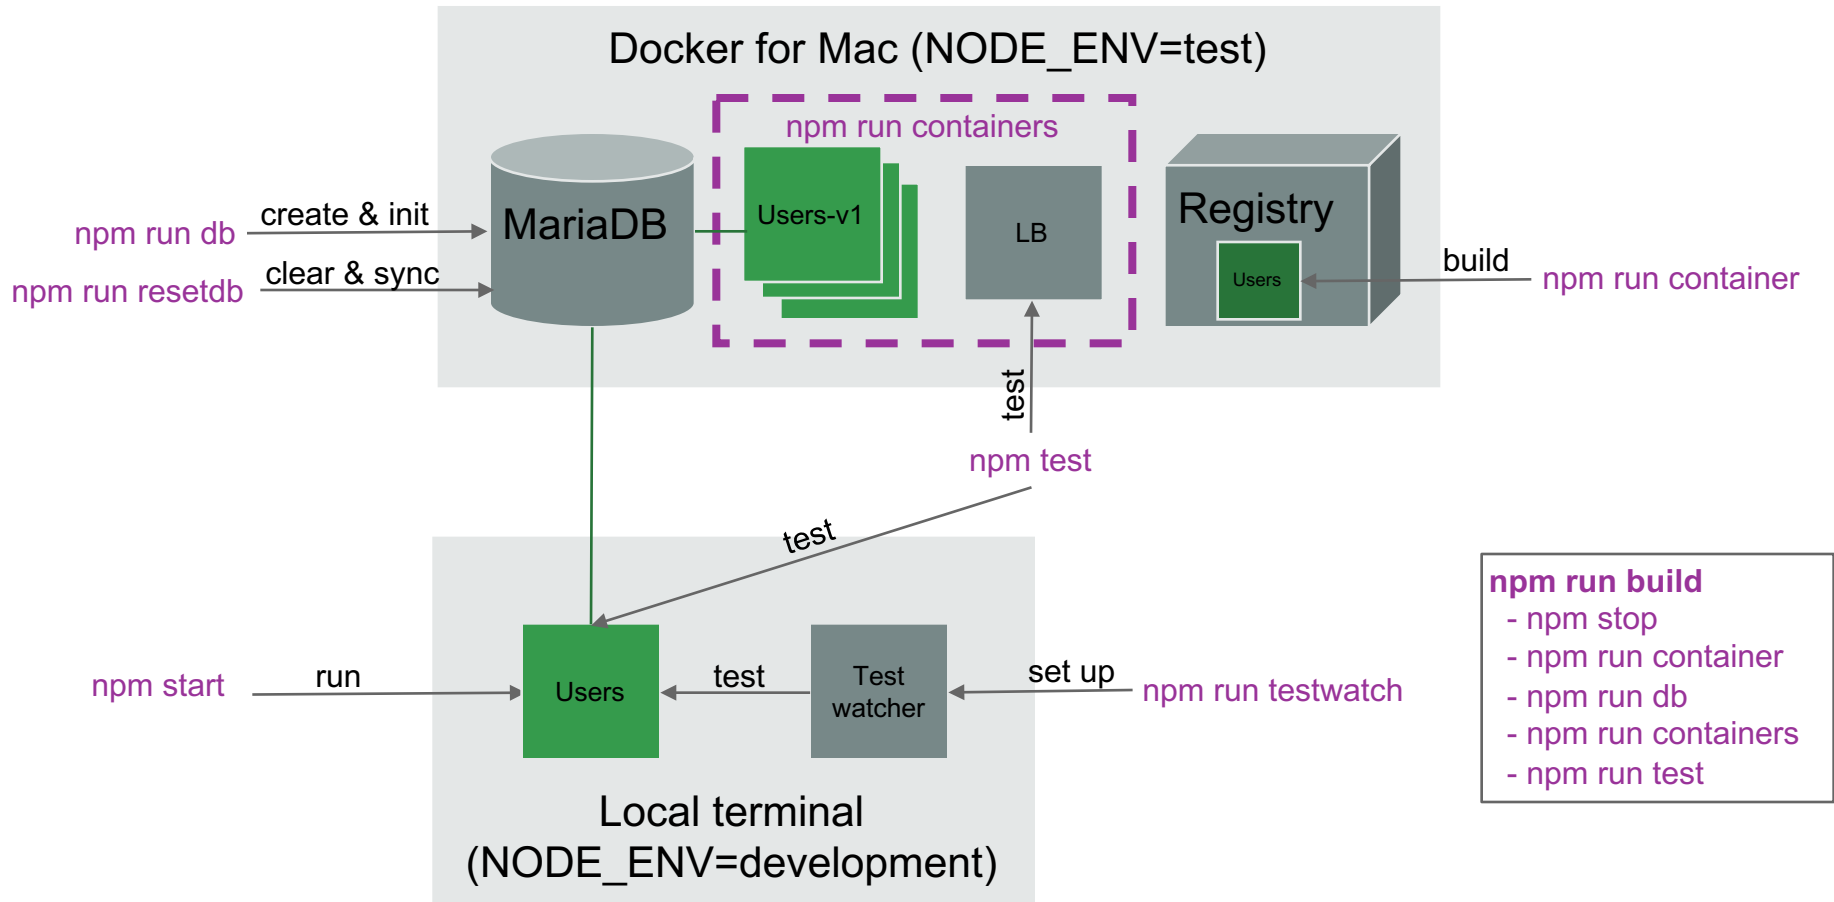 Docker for Mac (NODE_ENV=test)
npm run containers
npm run db
create & init
MariaDB
Users-v1
LB
Registry
Users
build
npm run container
npm run resetdb
clear & sync
test
npm test
test
npm start
run
Users
test
Test
watcher
set up
npm run testwatch
Local terminal
(NODE_ENV=development)
npm run build
- npm stop
- npm run container
- npm run db
- npm run containers
- npm run test